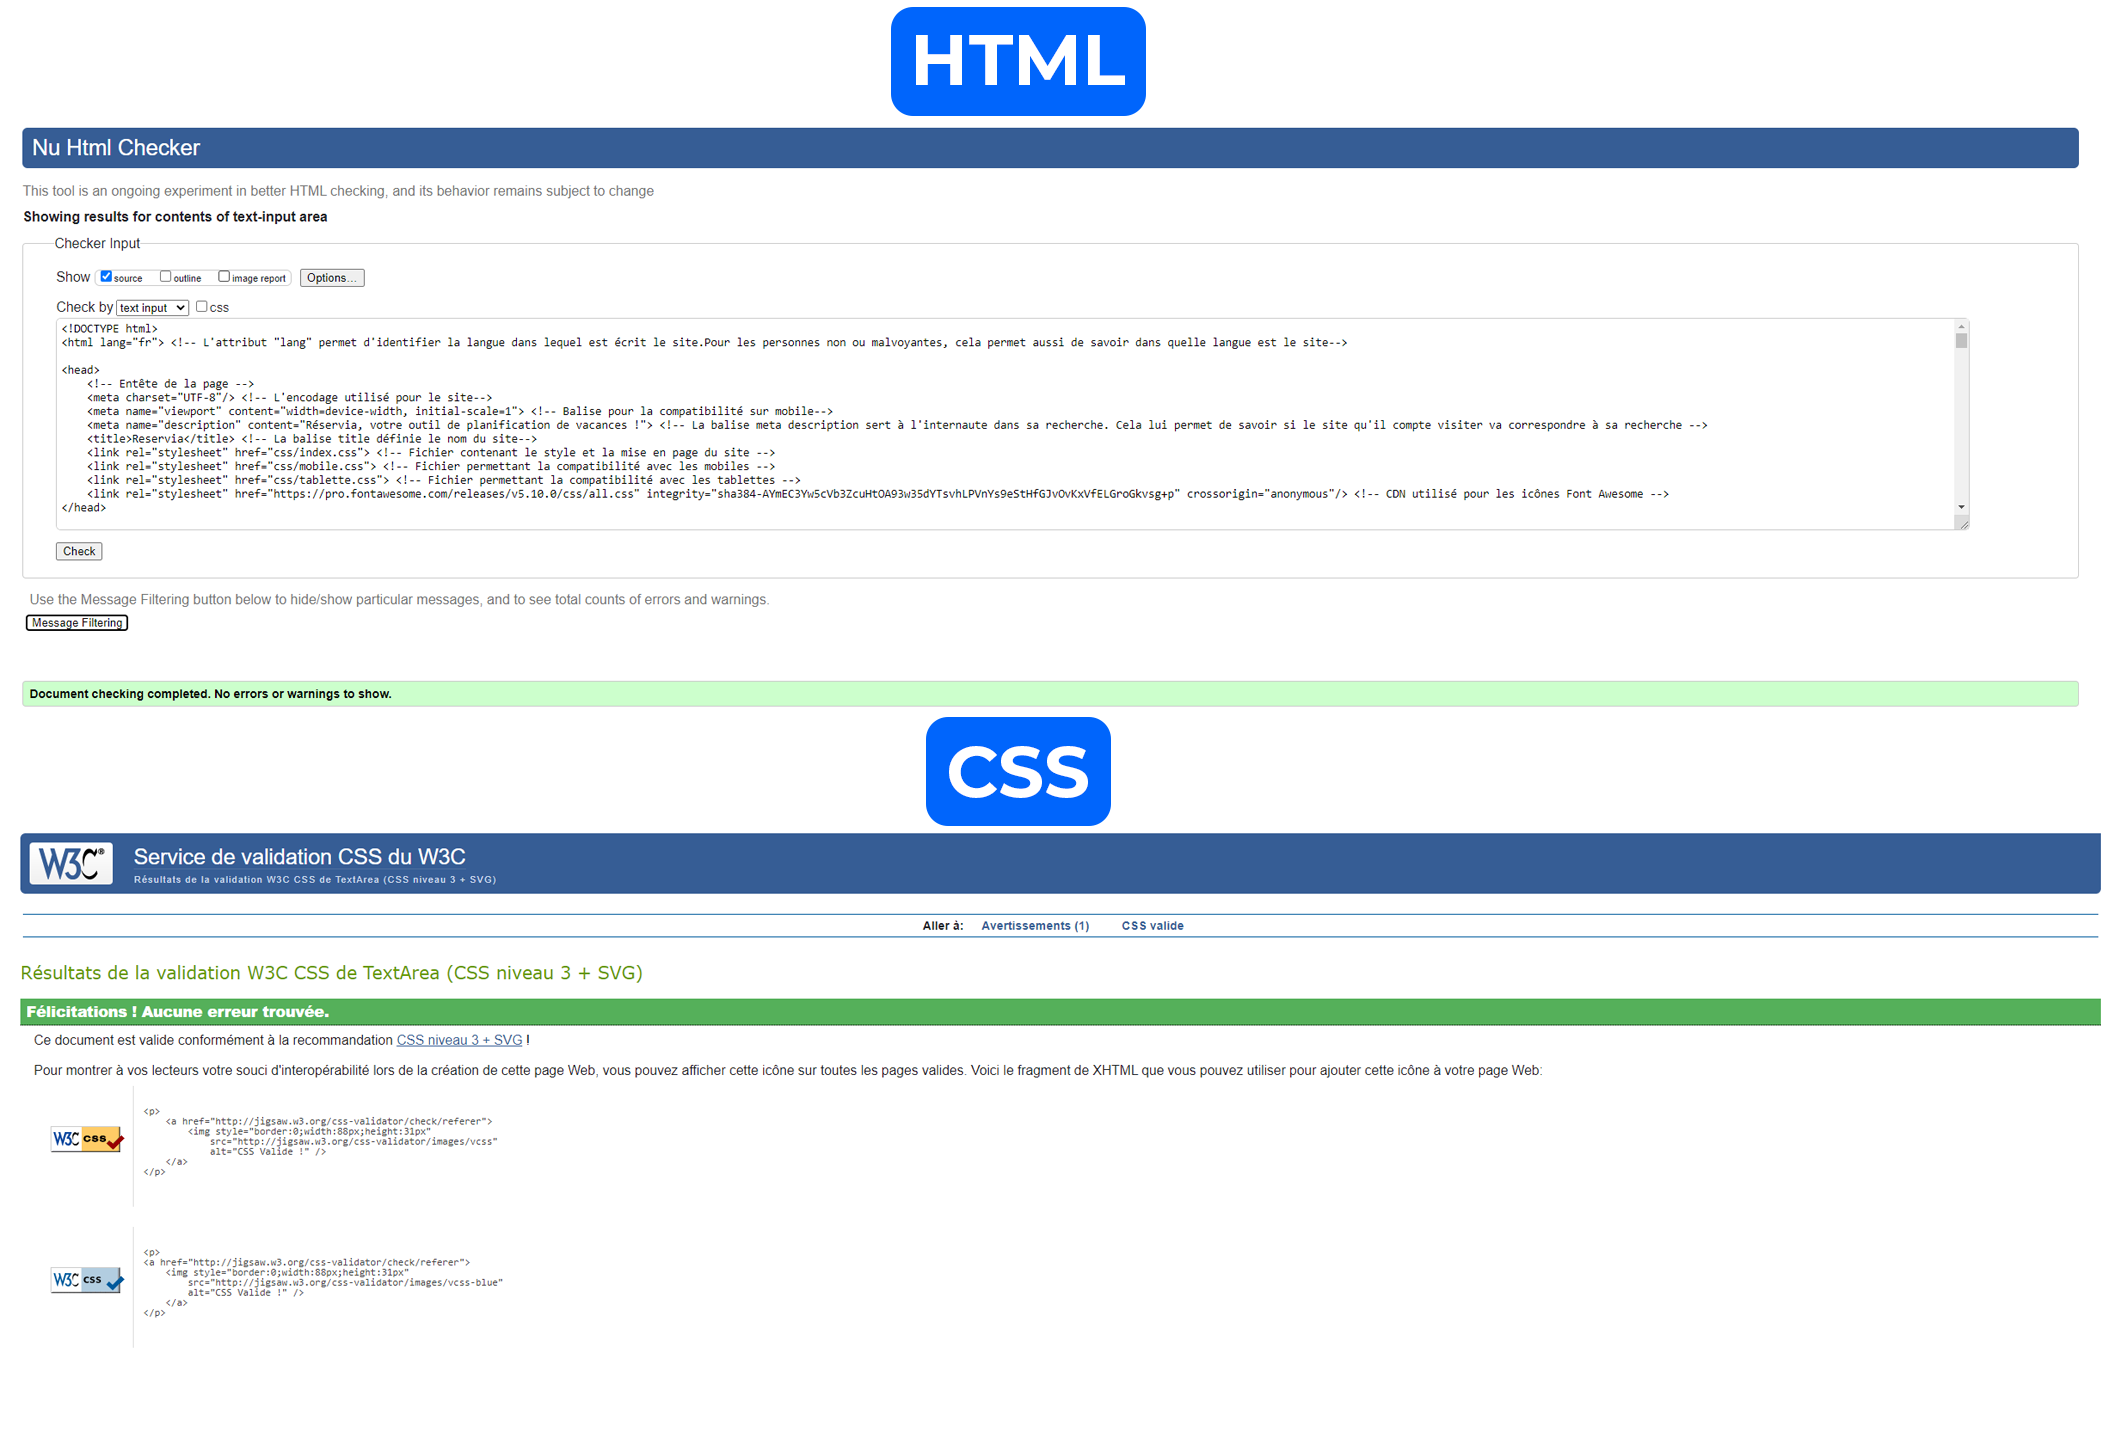 HTML
Nu Html Checker
This tool is an ongoing experiment in better HTML checking, and its behavior remains subject to change
Showing results for contents of text-input area
Checker Input
Show source outline image report Options...
Check by text input css
<!DOCTYPE html>
<html lang="fr"> <!-- L'attribut "lang" permet d'identifier la langue dans lequel est écrit le site.Pour les personnes non ou malvoyantes, cela permet aussi de savoir dans quelle langue est le site-->
<head>
<!-- Entête de la page -->
<meta charset="UTF-8"/> <!-- L'encodage utilisé pour le site-->
<meta name="viewport" content="width=device-width, initial-scale=1"> <!-- Balise pour la compatibilité sur mobile-->
<meta name="description" content="Réservia, votre outil de planification de vacances !"> <!-- La balise meta description sert à l'internaute dans sa recherche. Cela lui permet de savoir si le site qu'il compte visiter va correspondre à sa recherche -->
<title>Reservia</title> <!-- La balise title définie le nom du site-->
<link rel="stylesheet" href="css/index.css"> <!-- Fichier contenant le style et la mise en page du site -->
<link rel="stylesheet" href="css/mobile.css"> <!-- Fichier permettant la compatibilité avec les mobiles -->
<link rel="stylesheet" href="css/tablette.css"> <!-- Fichier permettant la compatibilité avec les tablettes -->
<link rel="stylesheet" href="https://pro.fontawesome.com/releases/v5.10.0/css/all.css" integrity="sha384-AYmEC3Yw5cVb3ZcuHtOA93w35dYTsvhLPVnYs9eStHfGJvOvKxVfELGroGkvsg+p" crossorigin="anonymous"/> <!-- CDN utilisé pour les icônes Font Awesome -->
</head>
Check
Use the Message Filtering button below to hide/show particular messages, and to see total counts of errors and warnings.
Message Filtering
Document checking completed. No errors or warnings to show.
CSS
W3C® Service de validation CSS du W3C
Résultats de la validation W3C CSS de TextArea (CSS niveau 3 + SVG)
Aller à: Avertissements (1) CSS valide
Résultats de la validation W3C CSS de TextArea (CSS niveau 3 + SVG)
Félicitations ! Aucune erreur trouvée.
Ce document est valide conformément à la recommandation CSS niveau 3 + SVG !
Pour montrer à vos lecteurs votre souci d'interopérabilité lors de la création de cette page Web, vous pouvez afficher cette icône sur toutes les pages valides. Voici le fragment de XHTML que vous pouvez utiliser pour ajouter cette icône à votre page Web:
W3C css
<p>
<a href="http://jigsaw.w3.org/css-validator/check/referer">
<img style="border:0;width:88px;height:31px"
src="http://jigsaw.w3.org/css-validator/images/vcss"
alt="CSS Valide !" />
</a>
</p>
W3C css
<p>
<a href="http://jigsaw.w3.org/css-validator/check/referer">
<img style="border:0;width:88px;height:31px"
src="http://jigsaw.w3.org/css-validator/images/vcss-blue"
alt="CSS Valide !" />
</a>
</p>